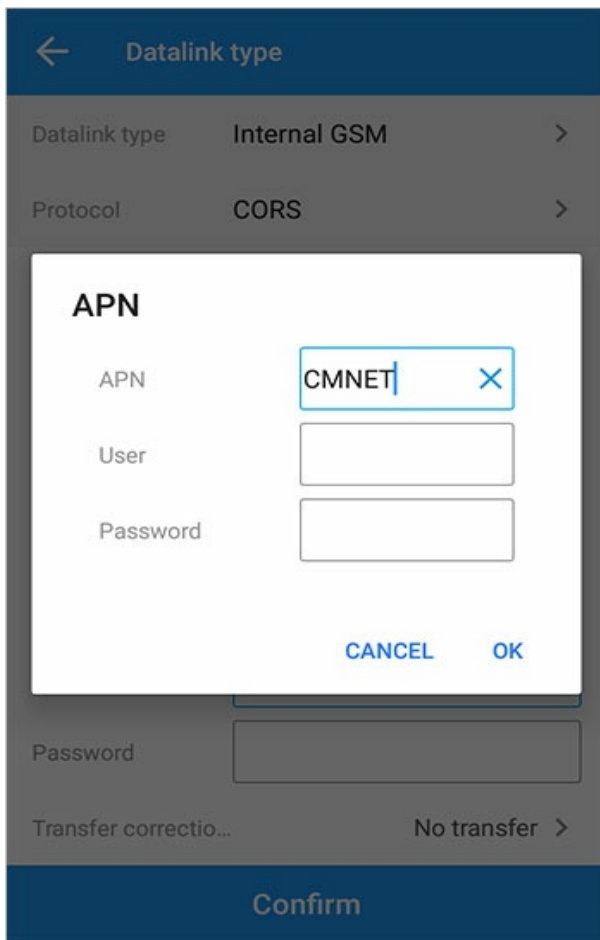 Datalink type
Datalink type Internal GSM
Protocol CORS
APN
APN CMNET
User
Password
CANCEL OK
Password
Transfer correctio... No transfer
Confirm